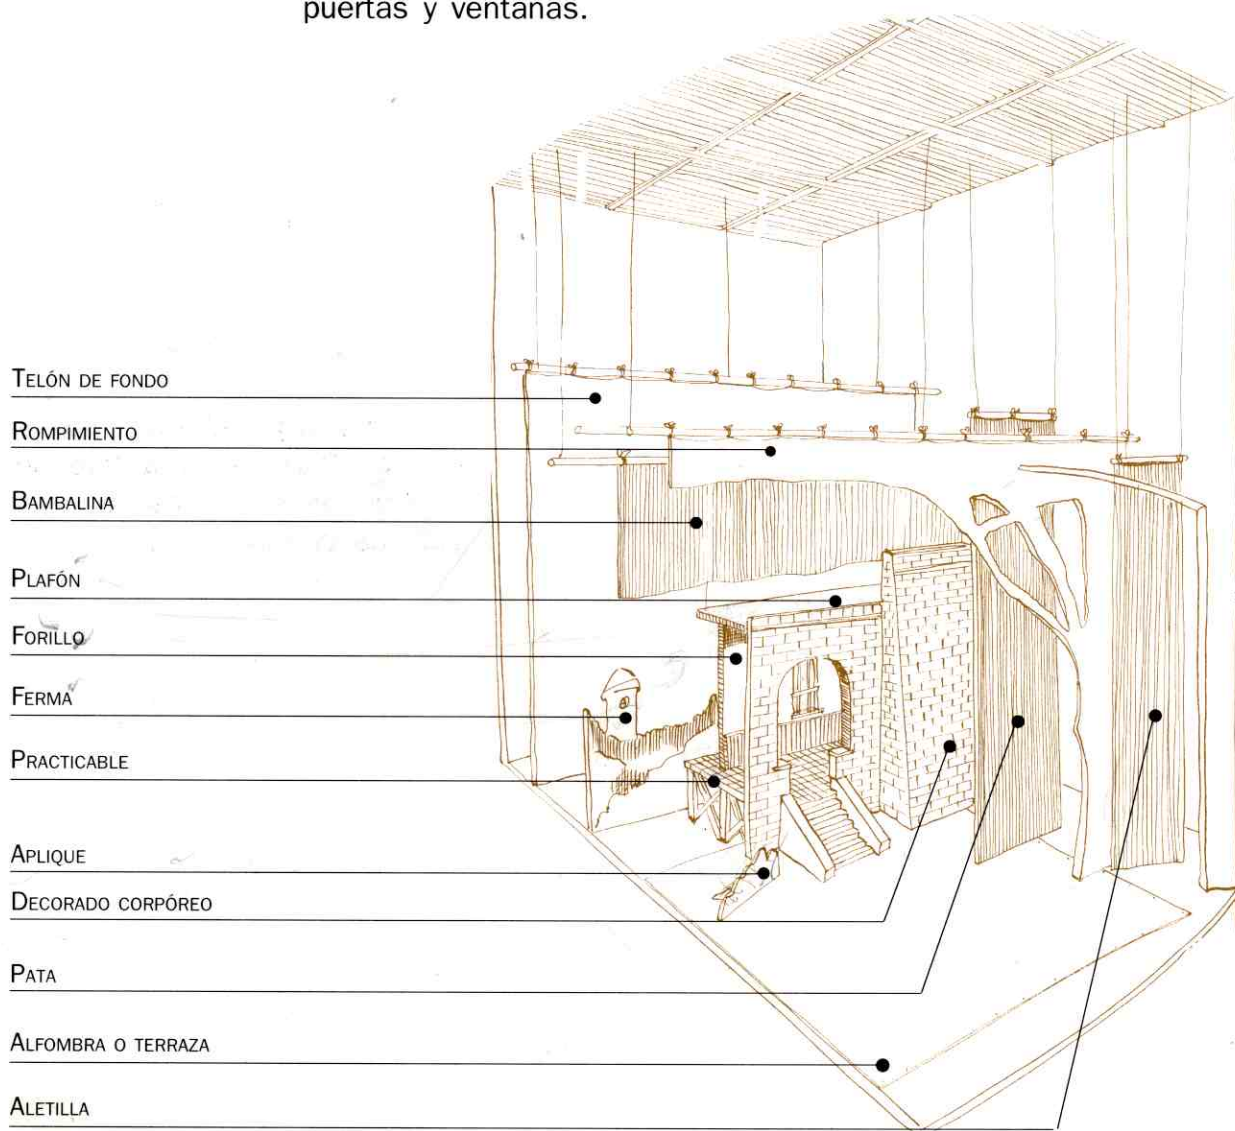 puertas y ventanas.
TELÓN DE FONDO
ROMPIMIENTO
BAMBALINA
PLAFÓN
FORILLO
FERMA
PRACTICABLE
APLIQUE
DECORADO CORPÓREO
PATA
ALFOMBRA O TERRAZA
ALETILLA